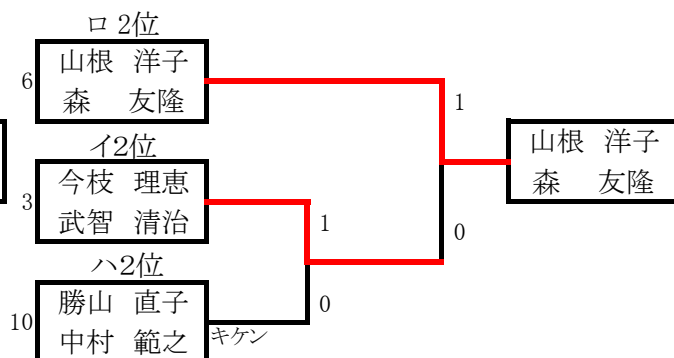 ロ 2位
6
山根 洋子
森 友隆
1
山根 洋子
森 友隆
イ2位
3
今枝 理恵
武智 清治
1
0
ハ2位
10
勝山 直子
中村 範之
キケン
0